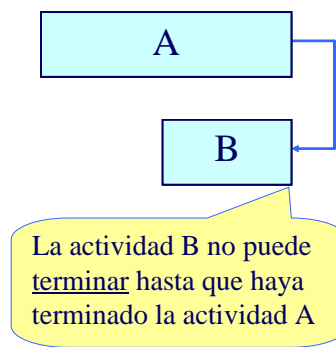 A
B
La actividad B no puede
terminar hasta que haya
terminado la actividad A